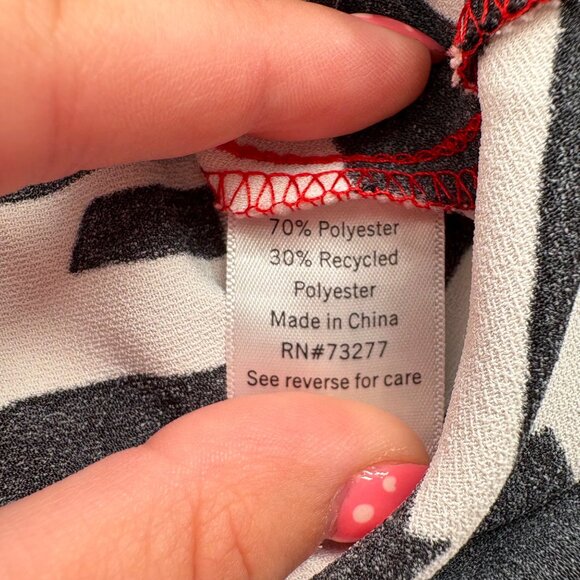 70% Polyester
30% Recycled
Polyester
Made in China
RN#73277
See reverse for care